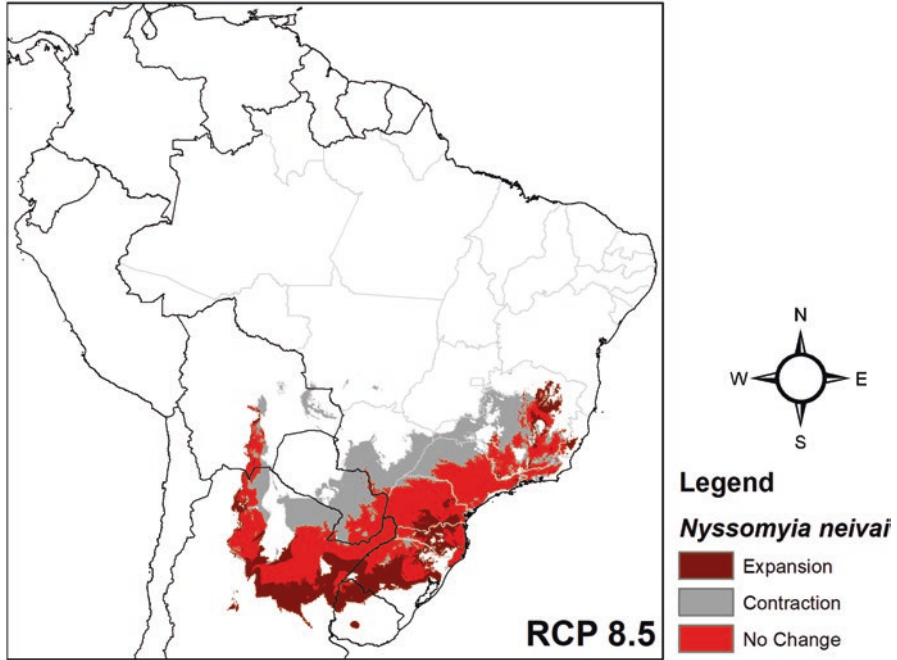 N
W
E
S
Legend
Nyssomyia neivai
Expansion
Contraction
No Change
RCP 8.5